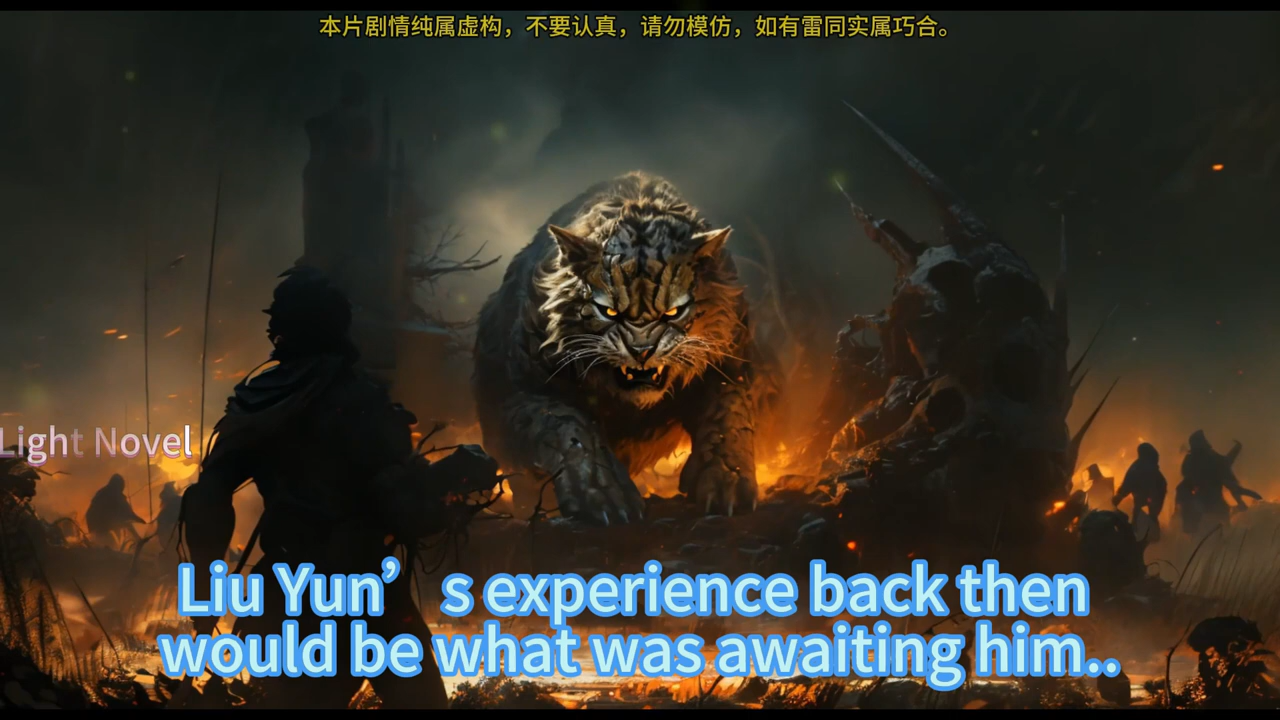 本片剧情纯属虚构，不要认真，请勿模仿，如有雷同实属巧合。
Light Novel
Liu Yun’s experience back then
would be what was awaiting him..